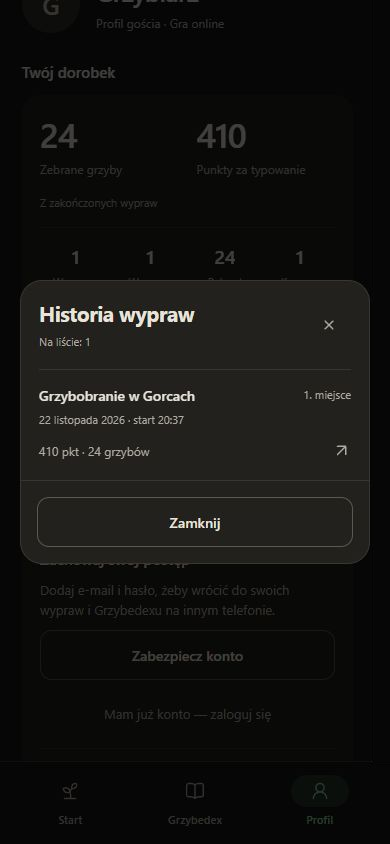 G
Profil gościa · Gra online
Twój dorobek
24
410
Zebrane grzyby
Punkty za typowanie
Z zakończonych wypraw
1
1
24
1
Historia wypraw
Na liście: 1
Grzybobranie w Gorcach
1. miejsce
22 listopada 2026 · start 20:37
410 pkt · 24 grzybów
Zamknij
Dodaj e-mail i hasło, żeby wrócić do swoich
wypraw i Grzybedexu na innym telefonie.
Zabezpiecz konto
Mam już konto — zaloguj się
Start
Grzybedex
Profil